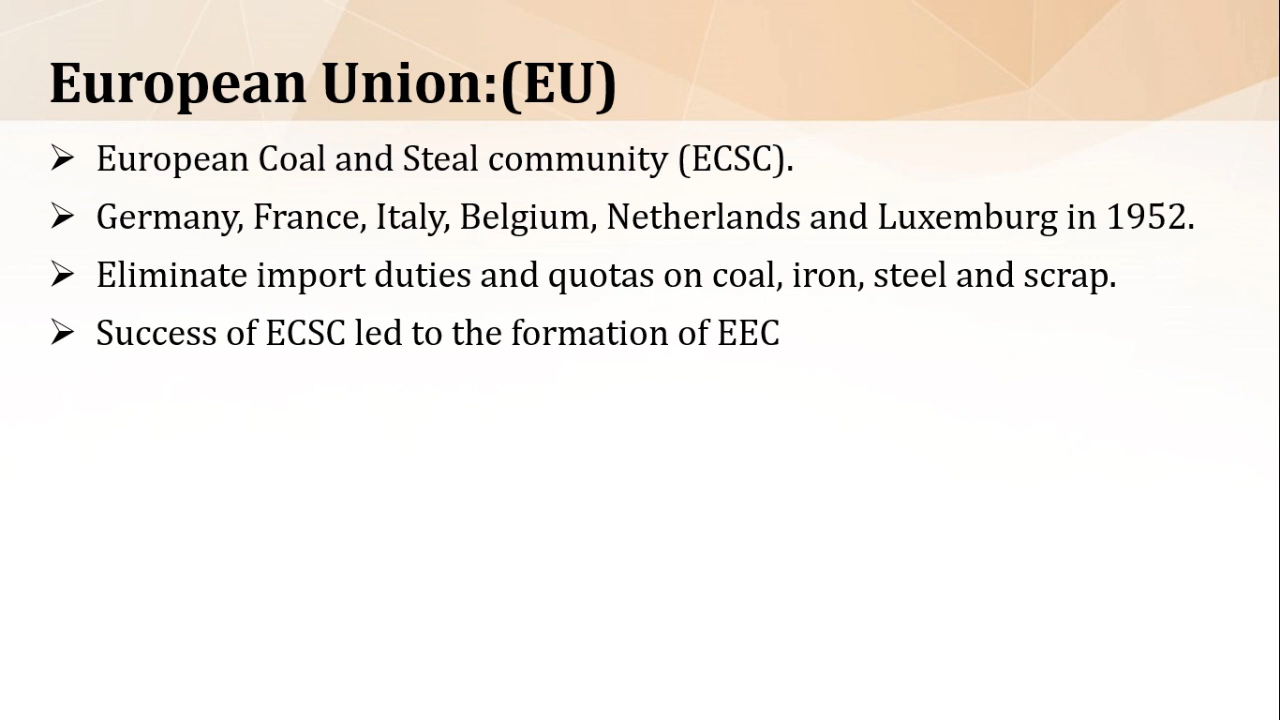 European Union:(EU)
➢ European Coal and Steal community (ECSC).
➢ Germany, France, Italy, Belgium, Netherlands and Luxemburg in 1952.
➢ Eliminate import duties and quotas on coal, iron, steel and scrap.
➢ Success of ECSC led to the formation of EEC